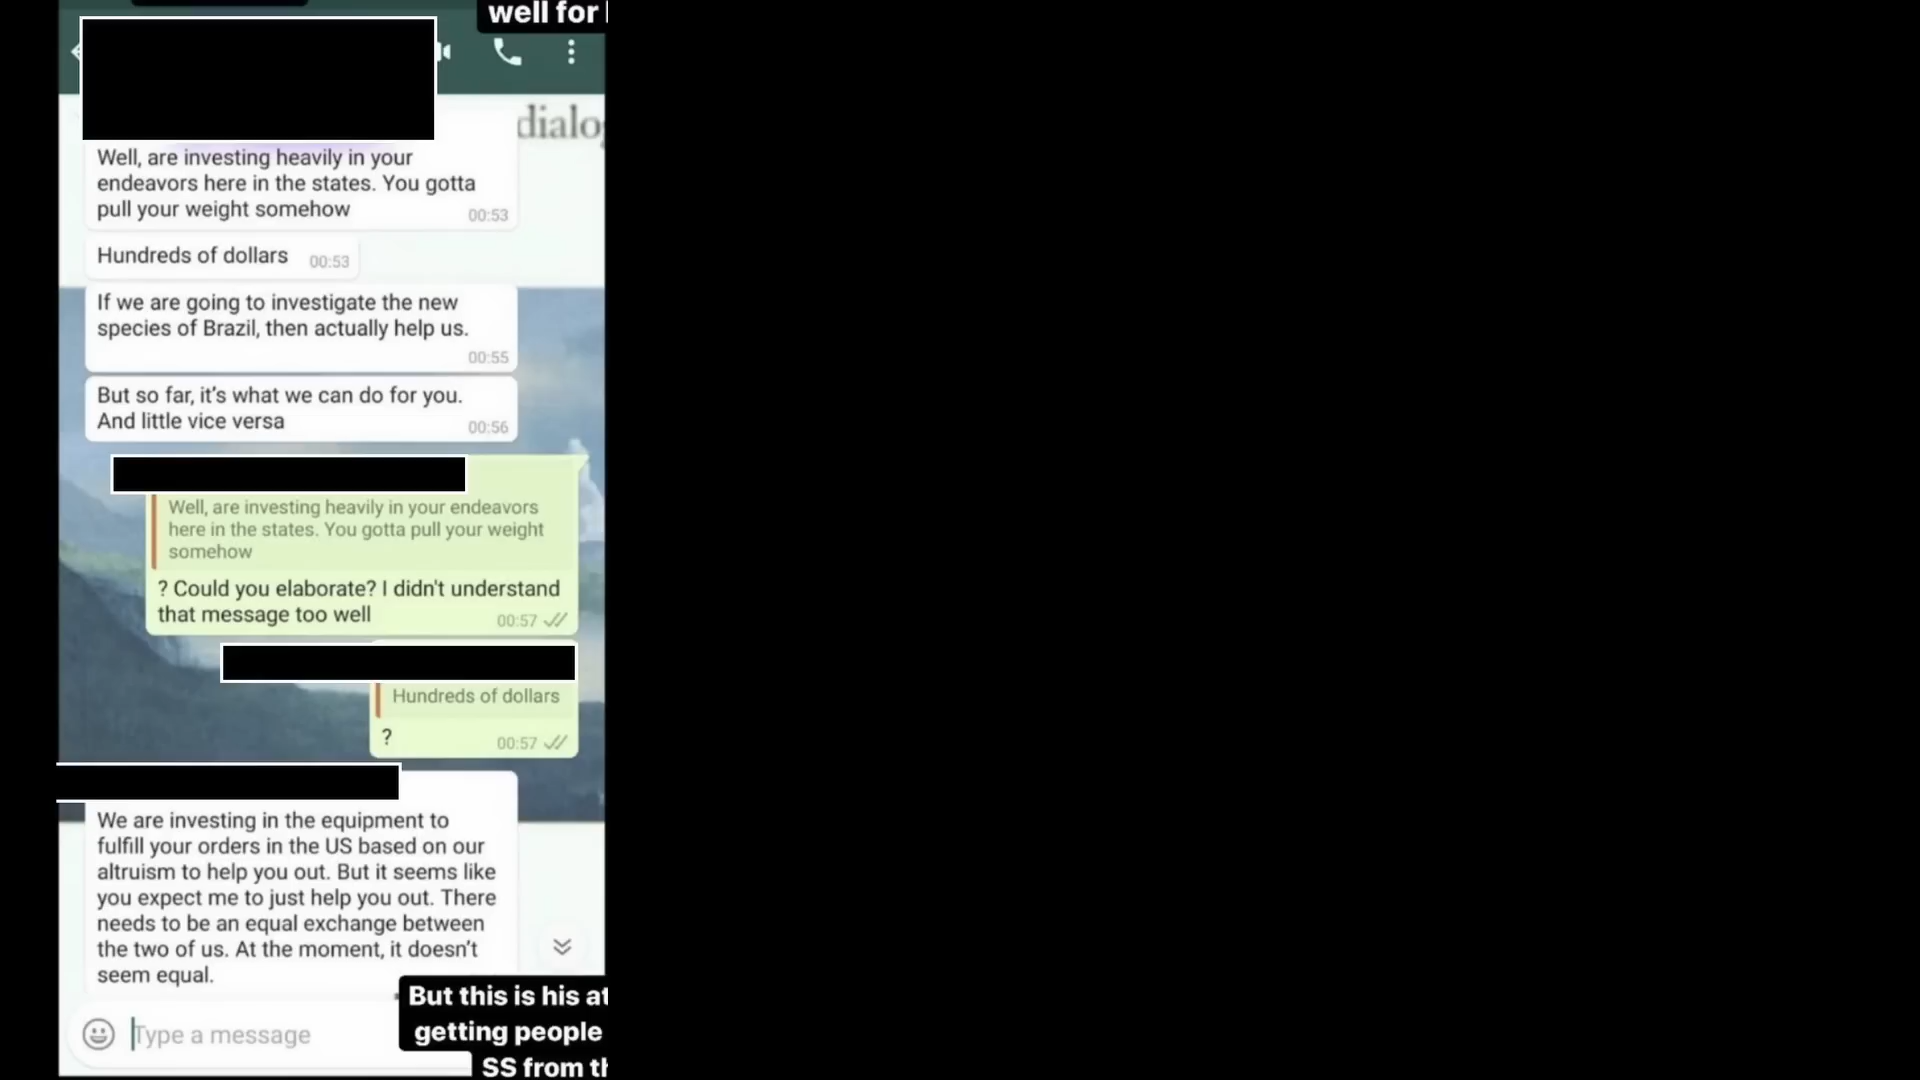 well for
dialo
Well, are investing heavily in your
endeavors here in the states. You gotta
pull your weight somehow
00:53
Hundreds of dollars
00:53
If we are going to investigate the new
species of Brazil, then actually help us.
00:55
But so far, it’s what we can do for you.
And little vice versa
00:56
Well, are investing heavily in your endeavors
here in the states. You gotta pull your weight
somehow
? Could you elaborate? I didn't understand
that message too well
00:57
Hundreds of dollars
?
00:57
We are investing in the equipment to
fulfill your orders in the US based on our
altruism to help you out. But it seems like
you expect me to just help you out. There
needs to be an equal exchange between
the two of us. At the moment, it doesn’t
seem equal.
But this is his at
getting people
SS from th
Type a message